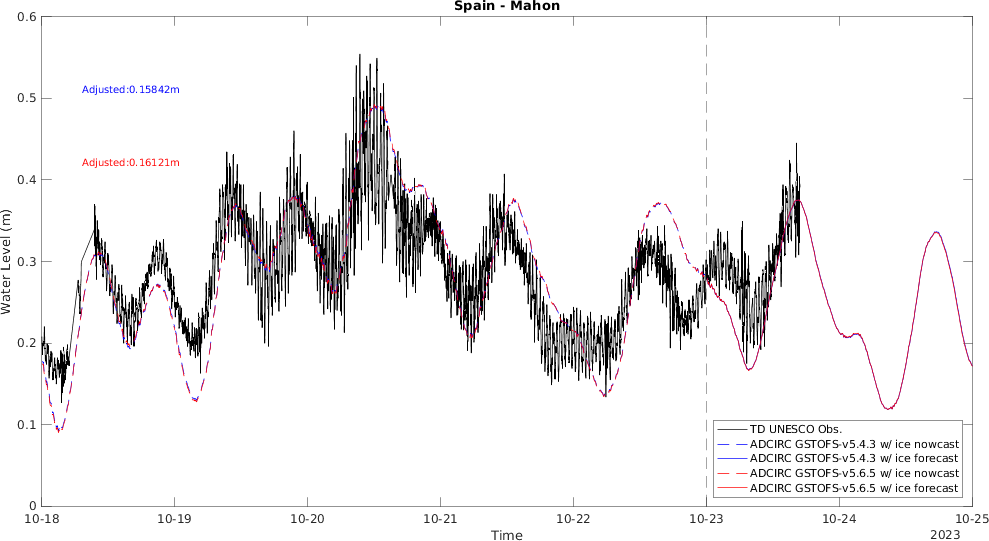 Spain - Mahon
0.6
0.5
0.4
0.3
0.2
0.1
0
Water Level (m)
Adjusted:0.15842m
Adjusted:0.16121m
TD UNESCO Obs.
ADCIRC GSTOFS-v5.4.3 w/ ice nowcast
ADCIRC GSTOFS-v5.4.3 w/ ice forecast
ADCIRC GSTOFS-v5.6.5 w/ ice nowcast
ADCIRC GSTOFS-v5.6.5 w/ ice forecast
10-18 10-19 10-20 10-21 10-22 10-23 10-24 10-25
Time
2023